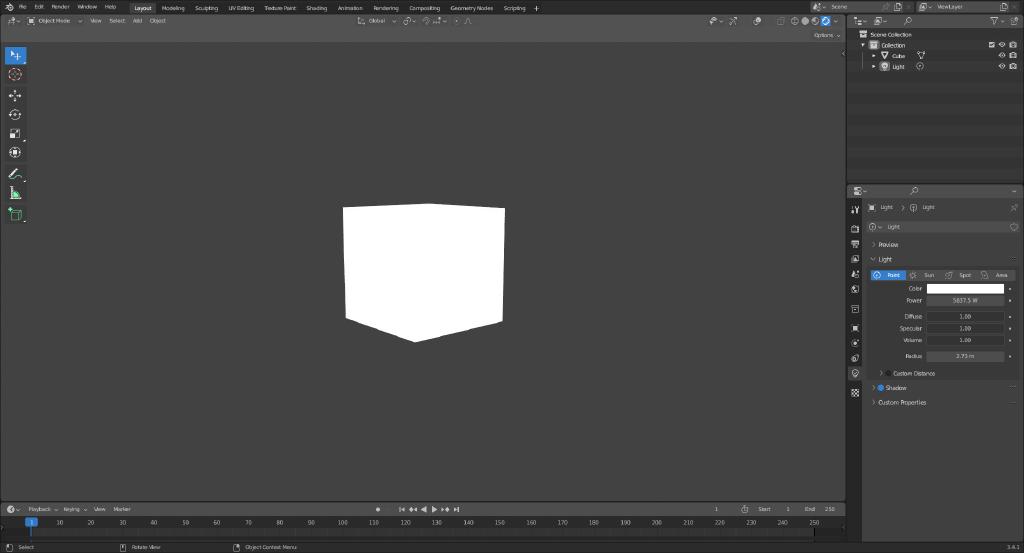 File Edit Render Window Help Layout Modeling Sculpting UV Editing Texture Paint Shading Animation Rendering Compositing Geometry Nodes Scripting + Scene ViewLayer
Object Mode View Select Add Object Global
Options
Scene Collection
Collection
Cube
Light
Light > Light
Light
Preview
Light
Point Sun Spot Area
Color
Power 5837.5 W
Diffuse 1.00
Specular 1.00
Volume 1.00
Radius 2.73 m
Custom Distance
Shadow
Custom Properties
Playback Keying View Marker 1 Start 1 End 250
1 10 20 30 40 50 60 70 80 90 100 110 120 130 140 150 160 170 180 190 200 210 220 230 240 250
Select Rotate View Object Context Menu 3.4.1